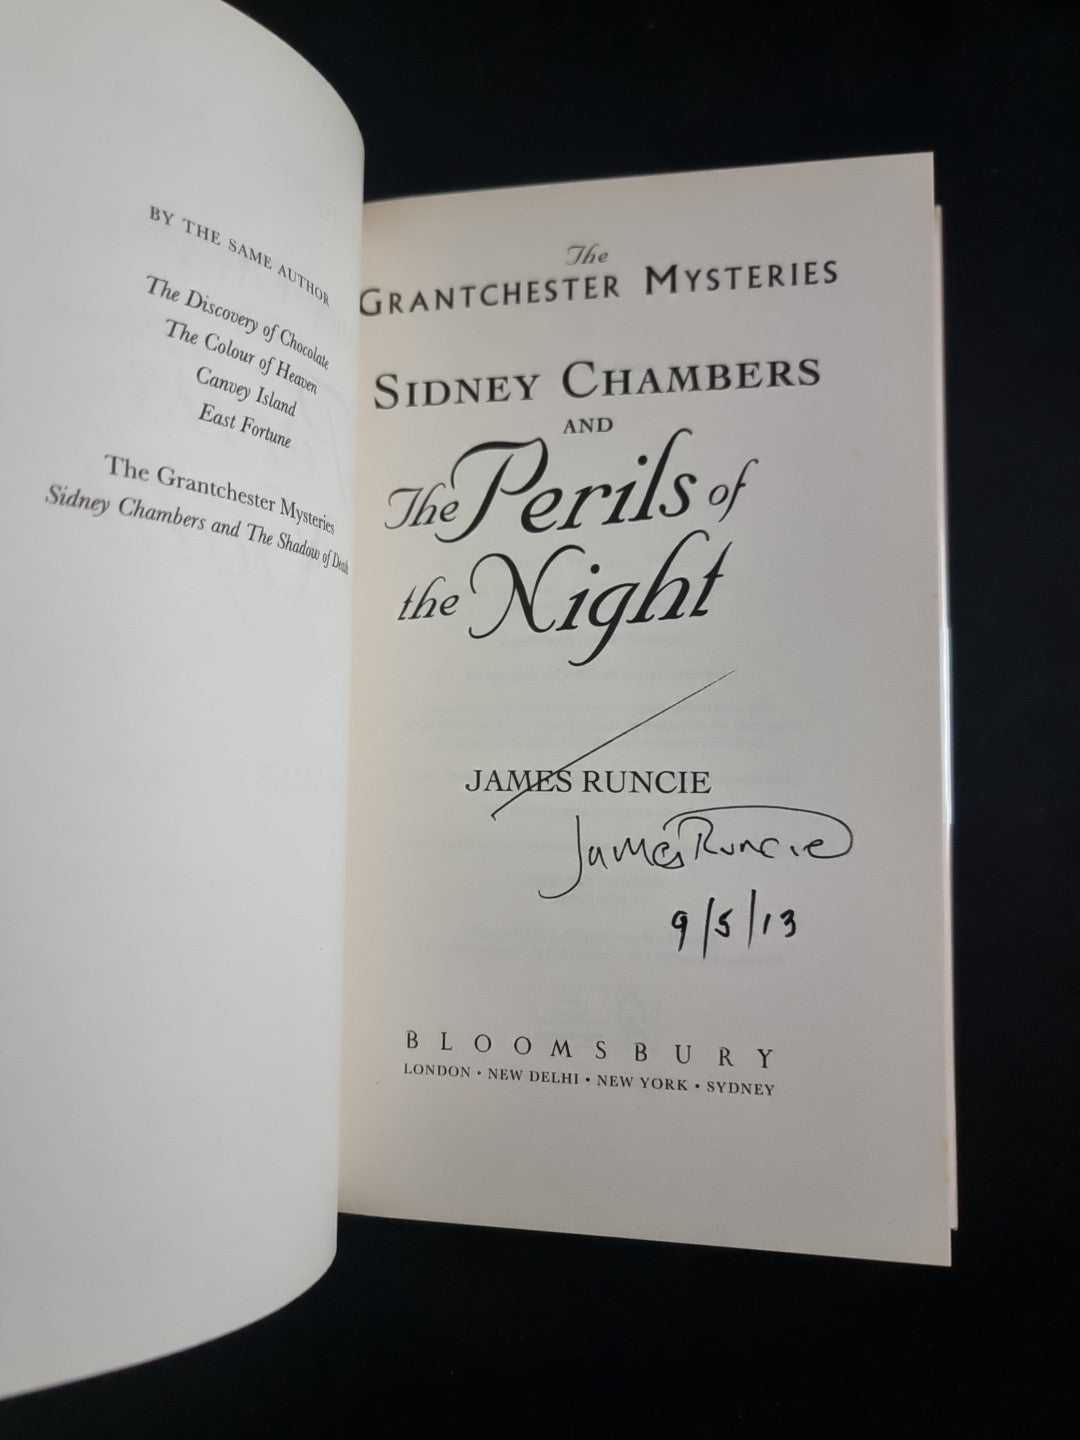 BY THE SAME AUTHOR
The Discovery of Chocolate
The Colour of Heaven
Canvey Island
East Fortune
The Grantchester Mysteries
Sidney Chambers and The Shadow of Death
The
GRANTCHESTER MYSTERIES
SIDNEY CHAMBERS
AND
The Perils of
the Night
JAMES RUNCIE
James Runcie
9/5/13
BLOOMSBURY
LONDON • NEW DELHI • NEW YORK • SYDNEY